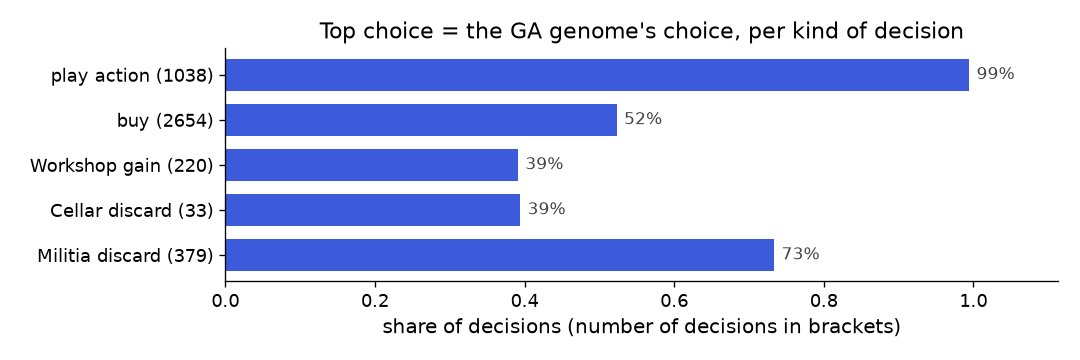 Top choice = the GA genome's choice, per kind of decision
play action (1038)
99%
buy (2654)
52%
Workshop gain (220)
39%
Cellar discard (33)
39%
Militia discard (379)
73%
0.0 0.2 0.4 0.6 0.8 1.0
share of decisions (number of decisions in brackets)